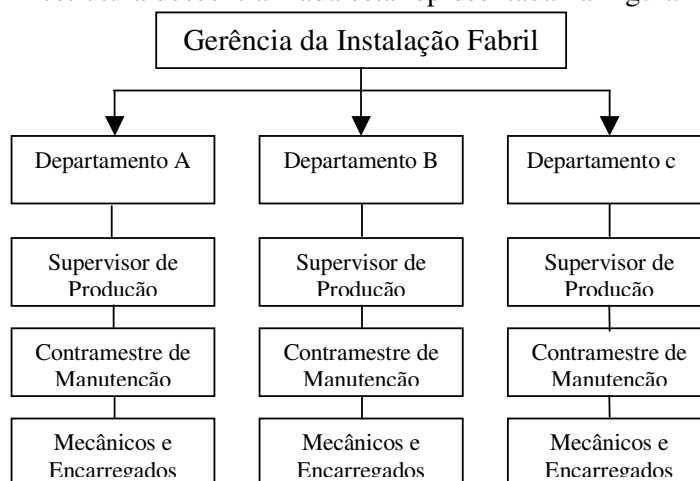 Gerência da Instalação Fabril
Departamento A
Departamento B
Departamento c
Supervisor de
Produção
Supervisor de
Produção
Supervisor de
Produção
Contramestre de
Manutenção
Contramestre de
Manutenção
Contramestre de
Manutenção
Mecânicos e
Encarregados
Mecânicos e
Encarregados
Mecânicos e
Encarregados